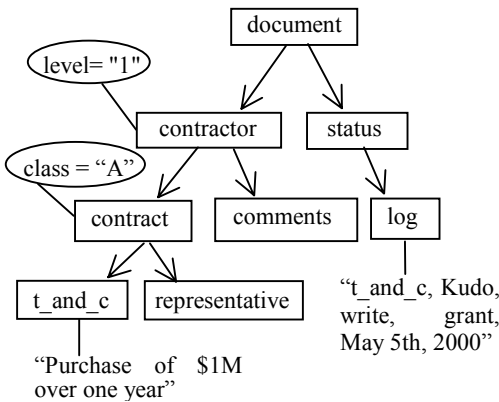 document
level= "1"
contractor
status
class = “A”
contract
comments
log
t_and_c
representative
“t_and_c, Kudo,
write, grant,
May 5th, 2000”
“Purchase of $1M
over one year”